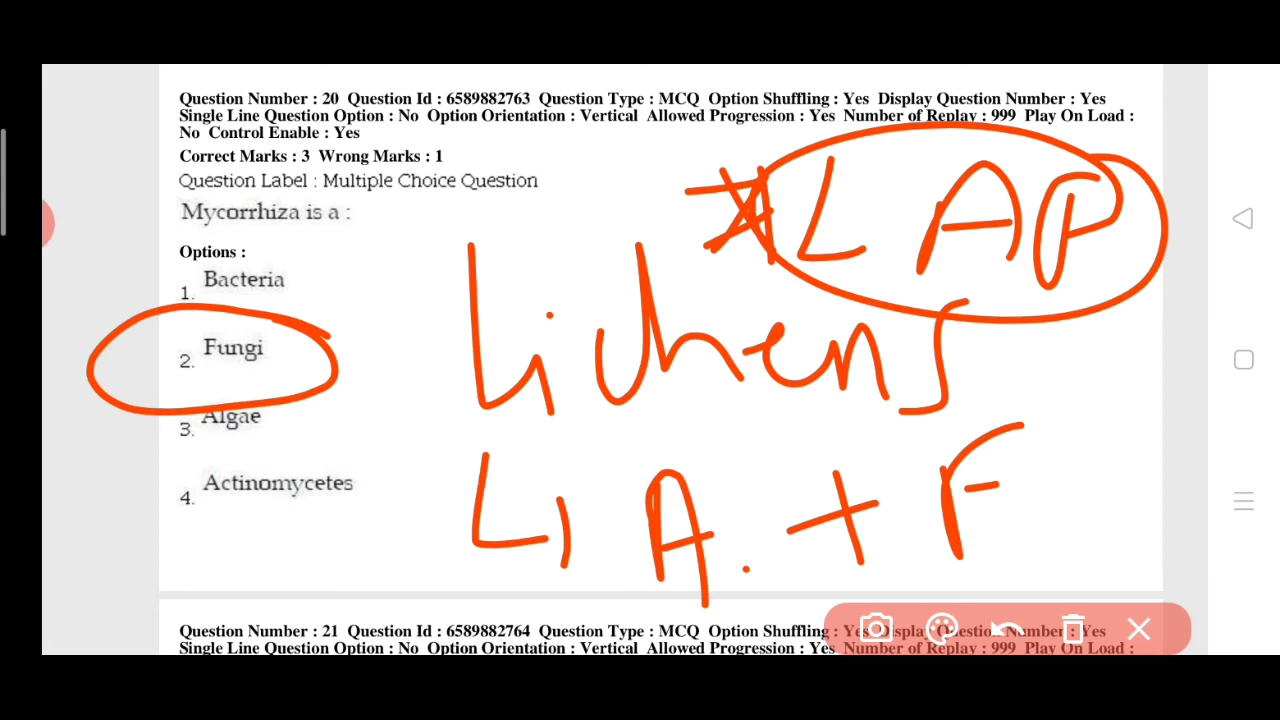 Question Number : 20 Question Id : 6589882763 Question Type : MCQ Option Shuffling : Yes Display Question Number : Yes
Single Line Question Option : No Option Orientation : Vertical Allowed Progression : Yes Number of Replay : 999 Play On Load :
No Control Enable : Yes
Correct Marks : 3 Wrong Marks : 1
Question Label : Multiple Choice Question
Mycorrhiza is a :
Options :
1. Bacteria
2. Fungi
3. Algae
4. Actinomycetes
L A P
lichens
L, A. + F
Question Number : 21 Question Id : 6589882764 Question Type : MCQ Option Shuffling : Yes Display Question Number : Yes
Single Line Question Option : No Option Orientation : Vertical Allowed Progression : Yes Number of Replay : 999 Play On Load :